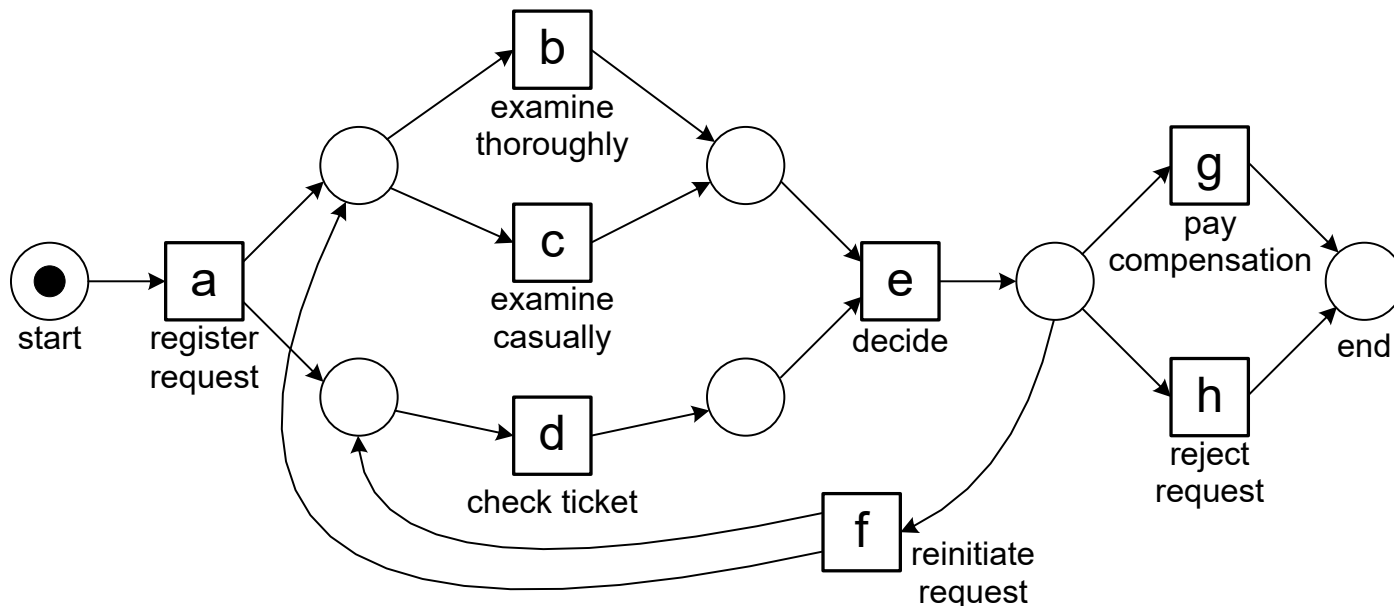 b
examine
thoroughly
c
examine
casually
a
register
request
start
d
check ticket
e
decide
f
reinitiate
request
g
pay
compensation
h
reject
request
end